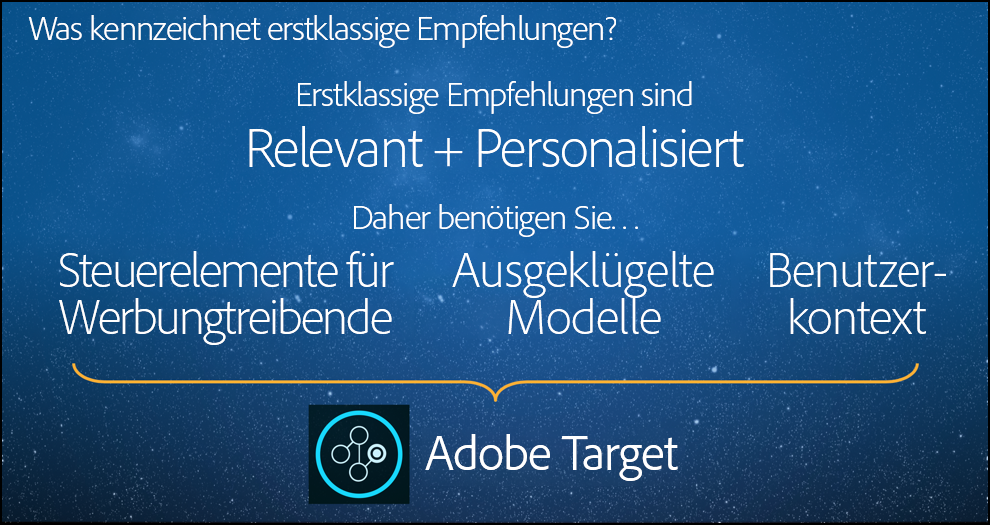 Was kennzeichnet erstklassige Empfehlungen?
Erstklassige Empfehlungen sind
Relevant + Personalisiert
Daher benötigen Sie…
Steuerelemente für
Werbungtreibende
Ausgeklügelte
Modelle
Benutzer-
kontext
Adobe Target